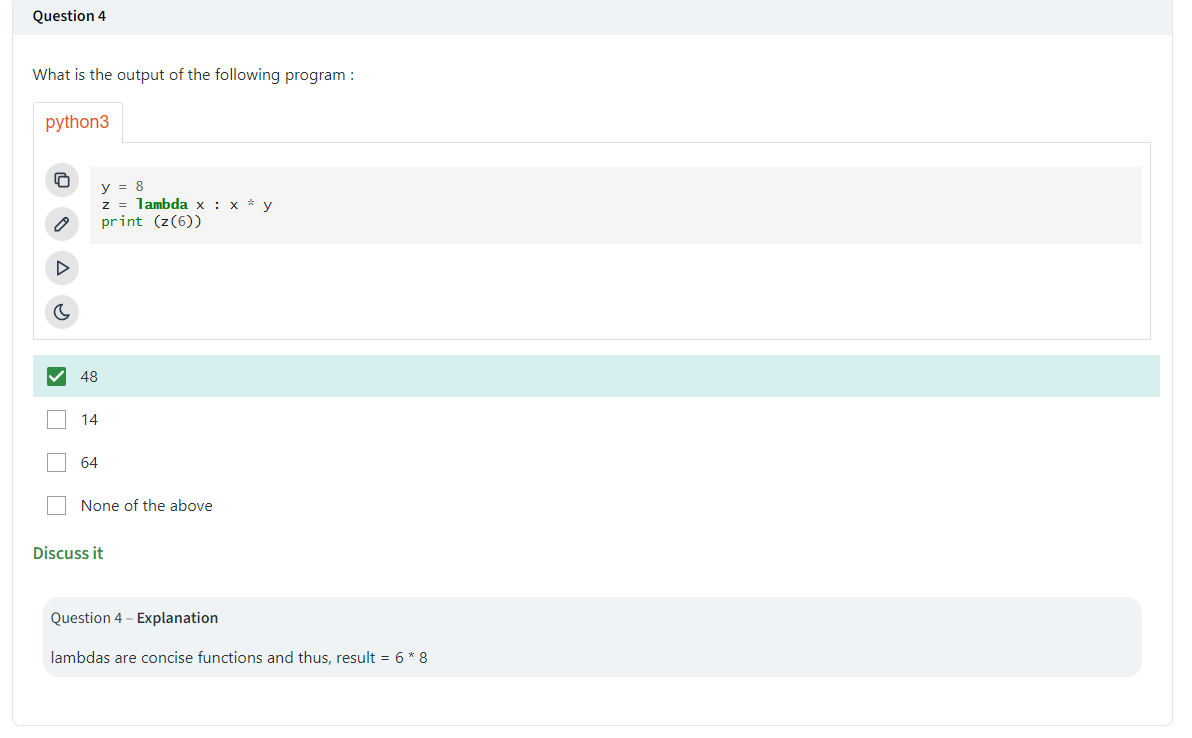 Question 4
What is the output of the following program :
python3
y = 8
z = lambda x : x * y
print (z(6))
48
14
64
None of the above
Discuss it
Question 4 – Explanation
lambdas are concise functions and thus, result = 6 * 8